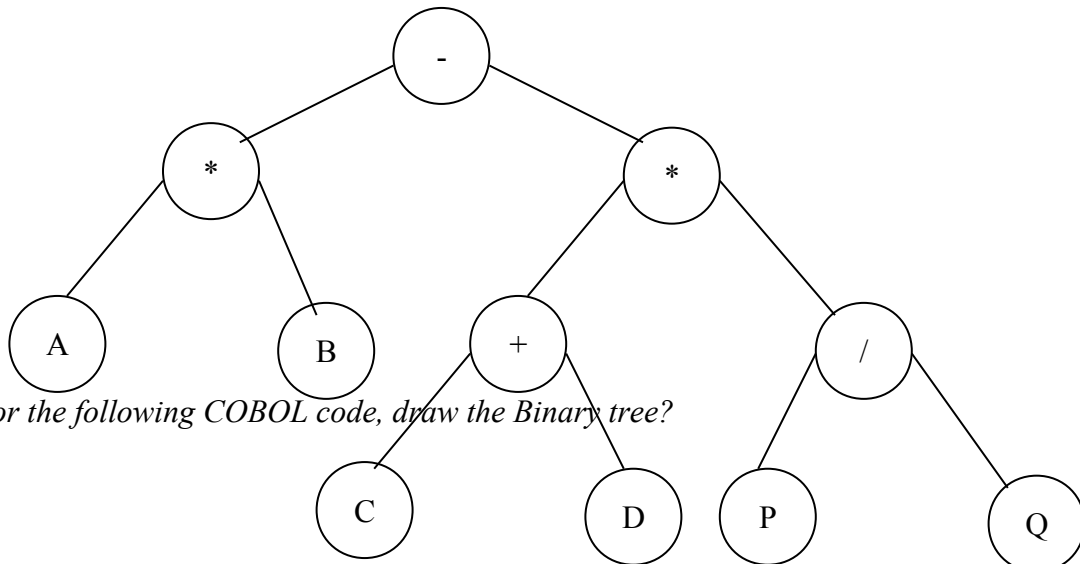 -
* *
A B + /
or the following COBOL code, draw the Binary tree?
C D P Q